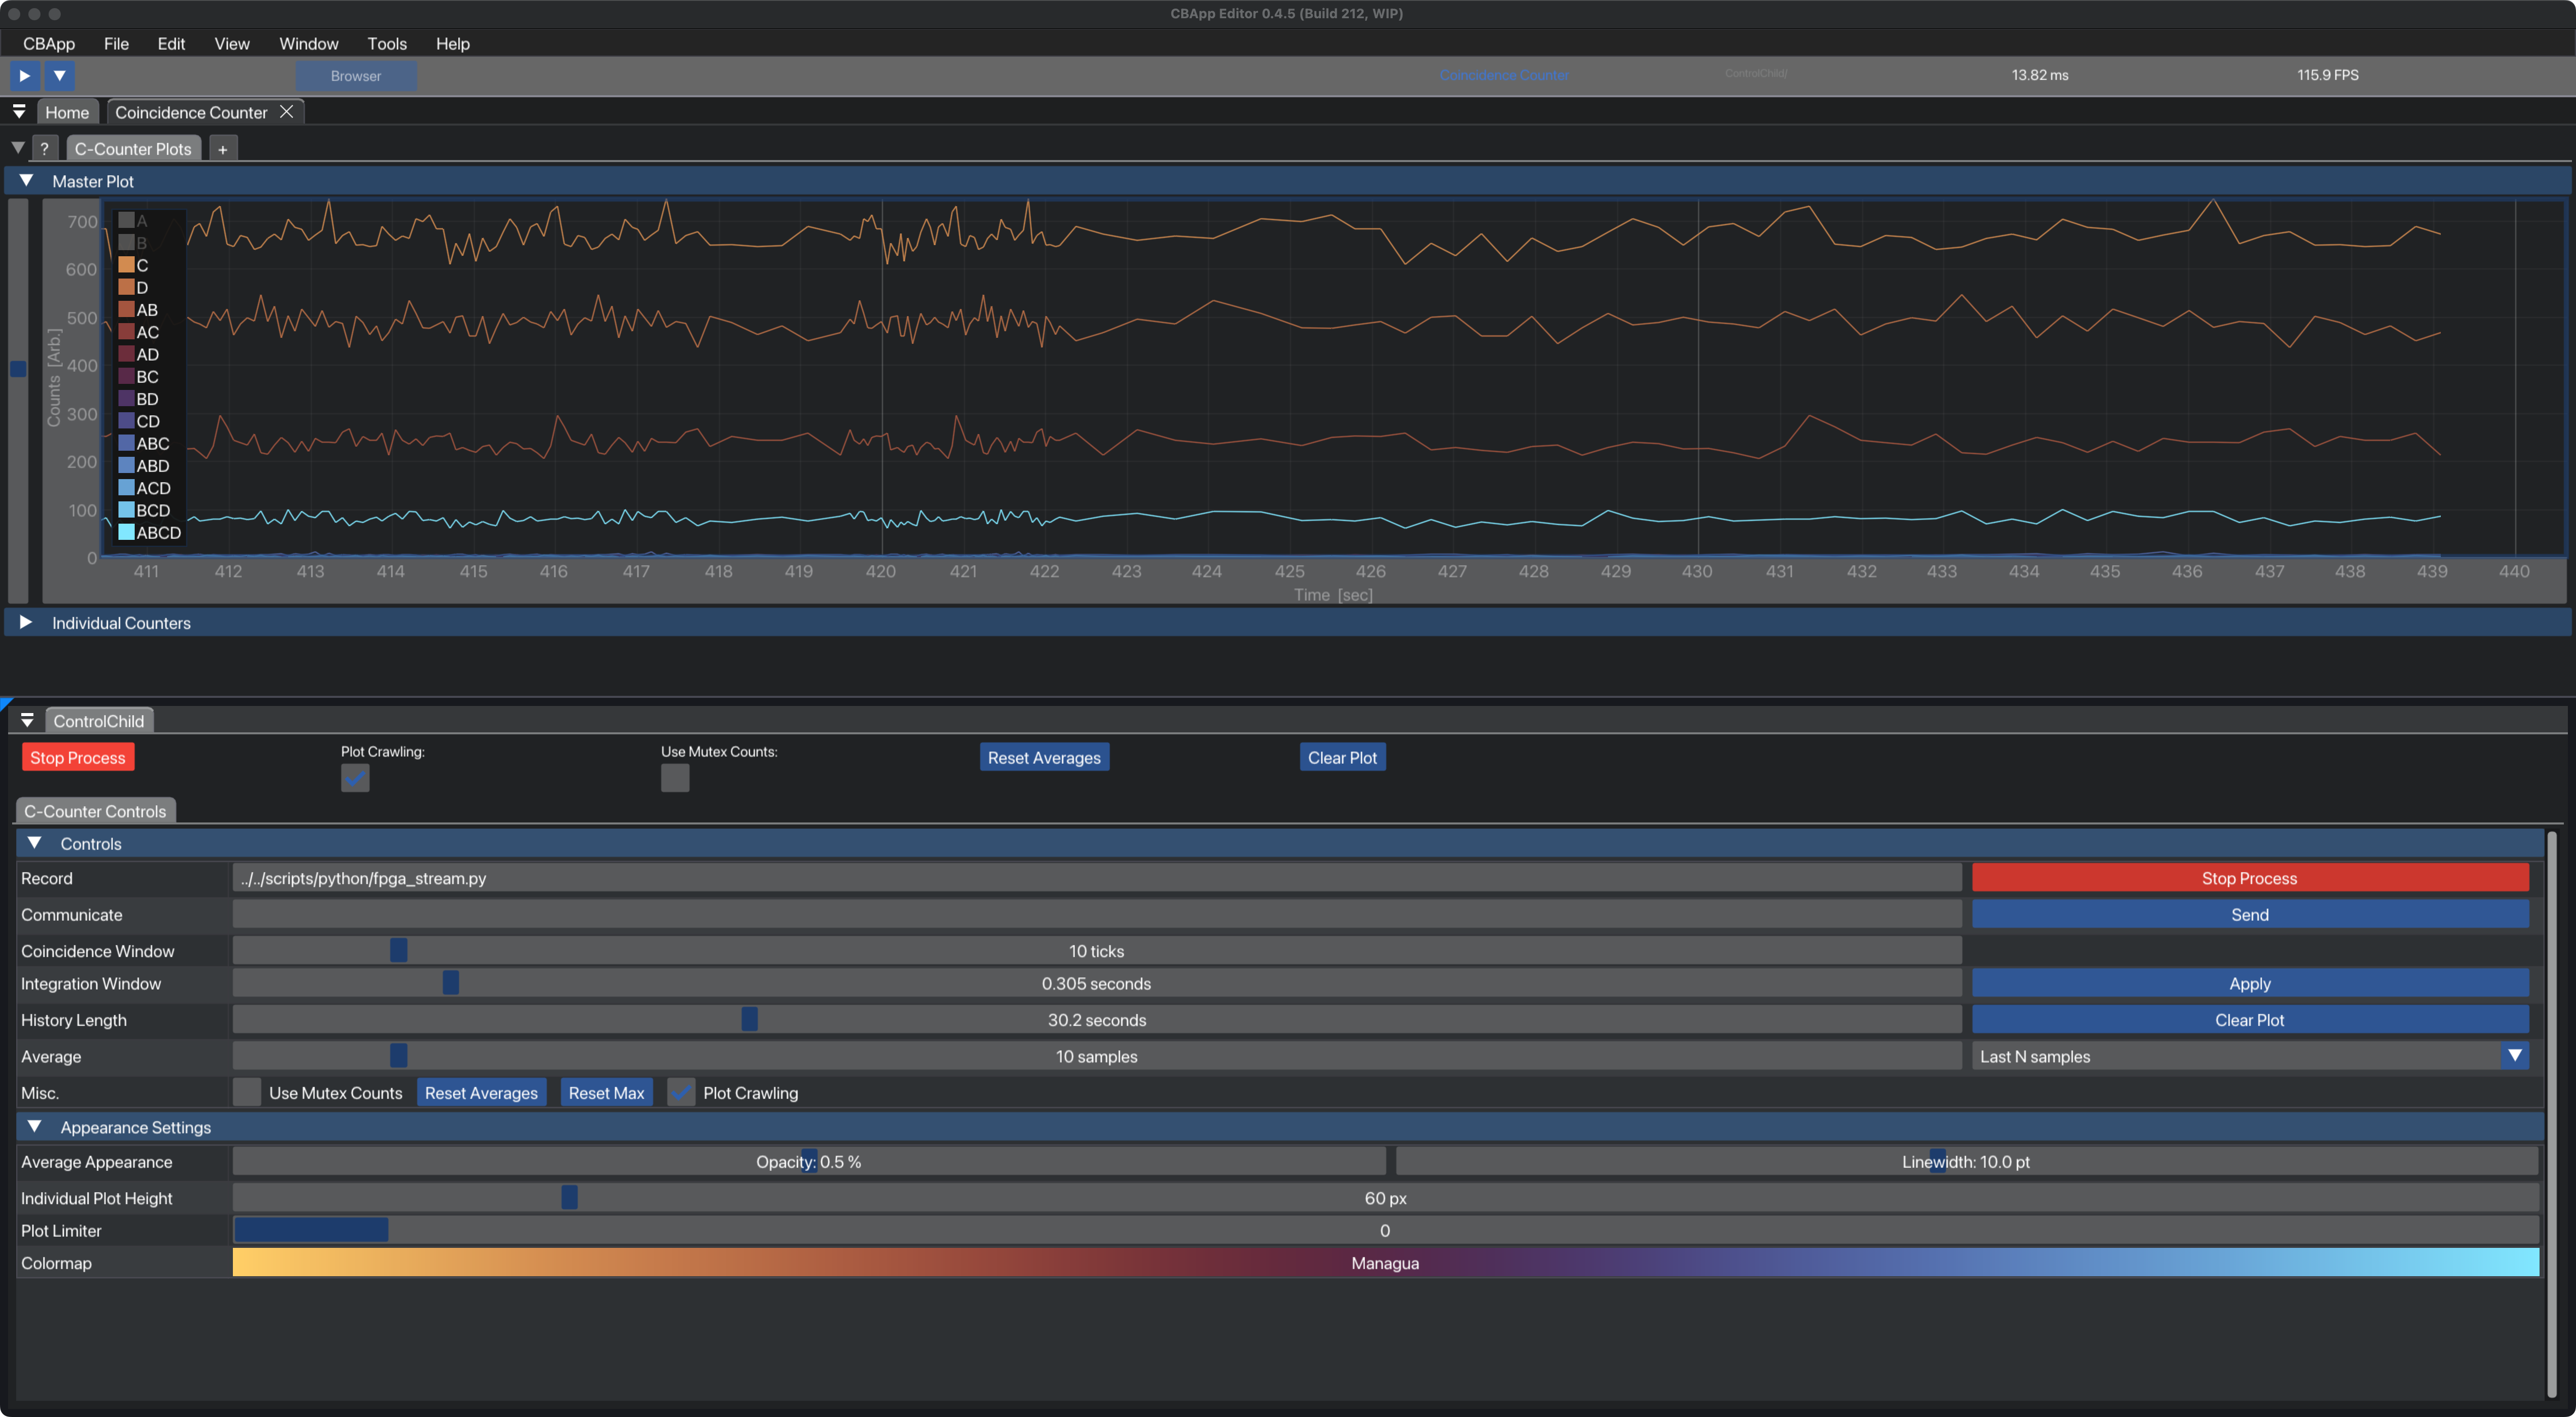 CBApp Editor 0.4.5 (Build 212, WIP)
CBApp File Edit View Window Tools Help
Browser Coincidence Counter ControlChild/ 13.82 ms 115.9 FPS
Home Coincidence Counter
? C-Counter Plots +
Master Plot
A
B
C
D
AB
AC
AD
BC
BD
CD
ABC
ABD
ACD
BCD
ABCD
700
600
500
400
300
200
100
0
Counts [Arb.]
411 412 413 414 415 416 417 418 419 420 421 422 423 424 425 426 427 428 429 430 431 432 433 434 435 436 437 438 439 440
Time [sec]
Individual Counters
ControlChild
Stop Process Plot Crawling: Use Mutex Counts: Reset Averages Clear Plot
C-Counter Controls
Controls
Record ../../scripts/python/fpga_stream.py Stop Process
Communicate Send
Coincidence Window 10 ticks
Integration Window 0.305 seconds Apply
History Length 30.2 seconds Clear Plot
Average 10 samples Last N samples
Misc. Use Mutex Counts Reset Averages Reset Max Plot Crawling
Appearance Settings
Average Appearance Opacity: 0.5 % Linewidth: 10.0 pt
Individual Plot Height 60 px
Plot Limiter 0
Colormap Managua